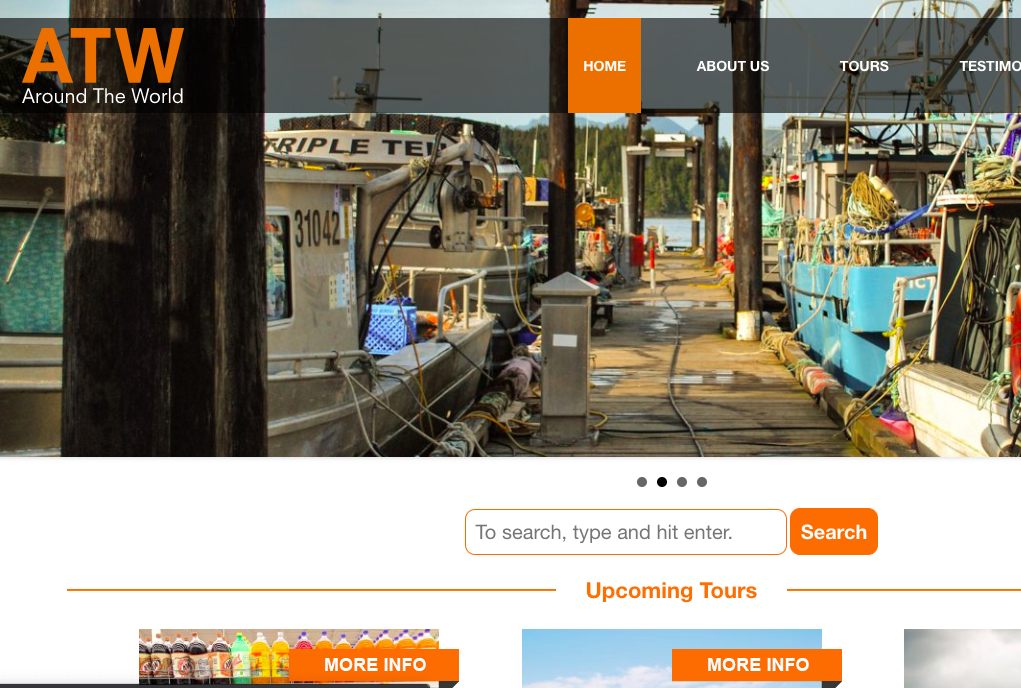 ATW
Around The World
HOME ABOUT US TOURS TESTIMO
TRIPLE TE
31042
To search, type and hit enter. Search
Upcoming Tours
MORE INFO MORE INFO